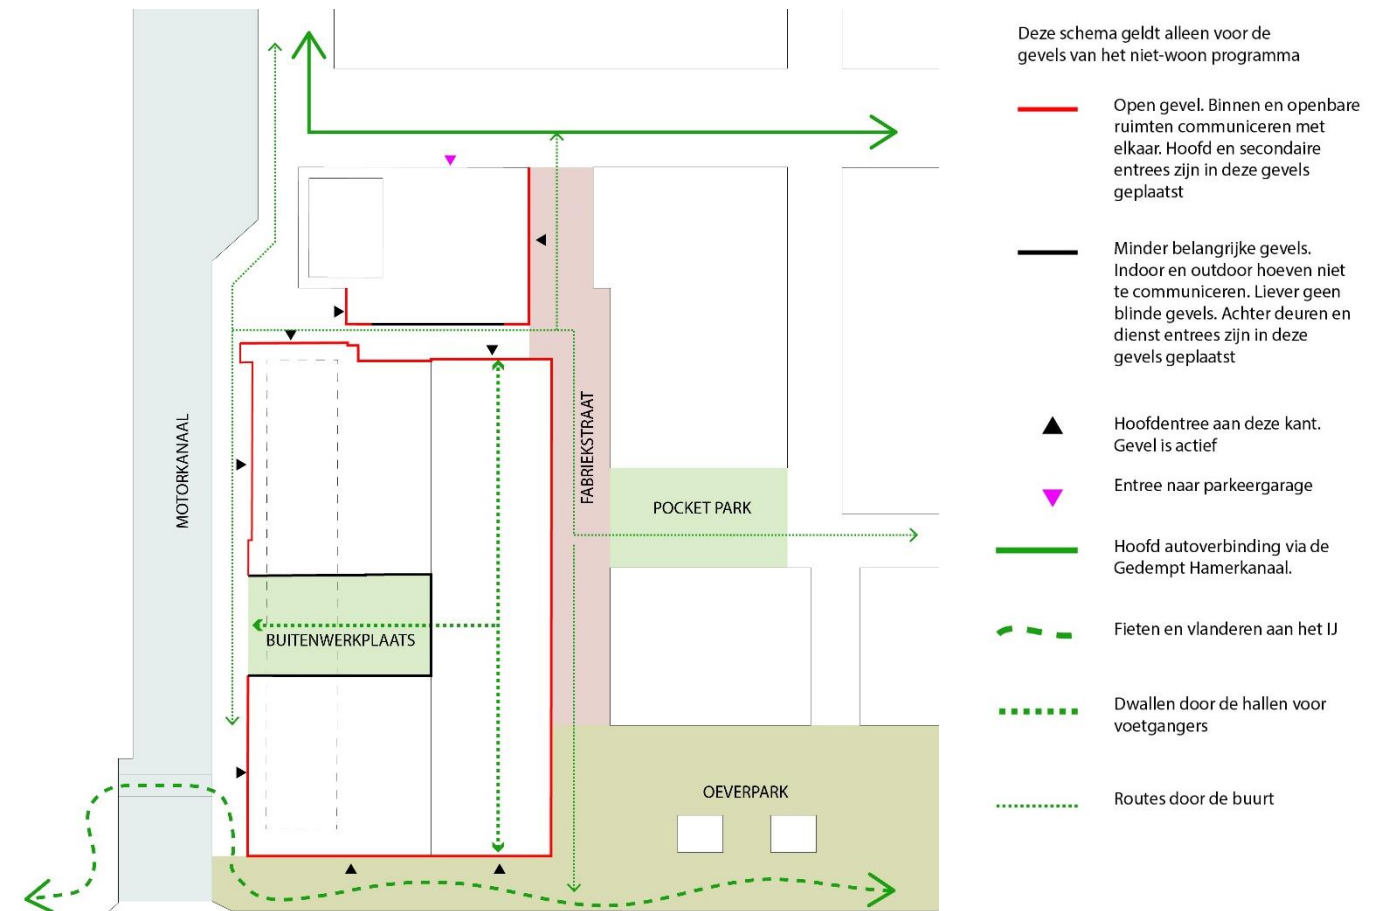 Deze schema geldt alleen voor de
gevels van het niet-woon programma
Open gevel. Binnen en openbare
ruimten communiceren met
elkaar. Hoofd en secondaire
entrees zijn in deze gevels
geplaatst
Minder belangrijke gevels.
Indoor en outdoor hoeven niet
te communiceren. Liever geen
blinde gevels. Achter deuren en
dienst entrees zijn in deze
gevels geplaatst
Hoofdentree aan deze kant.
Gevel is actief
Entree naar parkeergarage
Hoofd autoverbinding via de
Gedempt Hamerkanaal.
Fieten en vlanderen aan het IJ
Dwallen door de hallen voor
voetgangers
Routes door de buurt
MOTORKANAAL
FABRIEKSTRAAT
POCKET PARK
BUITENWERKPLAATS
OEVERPARK